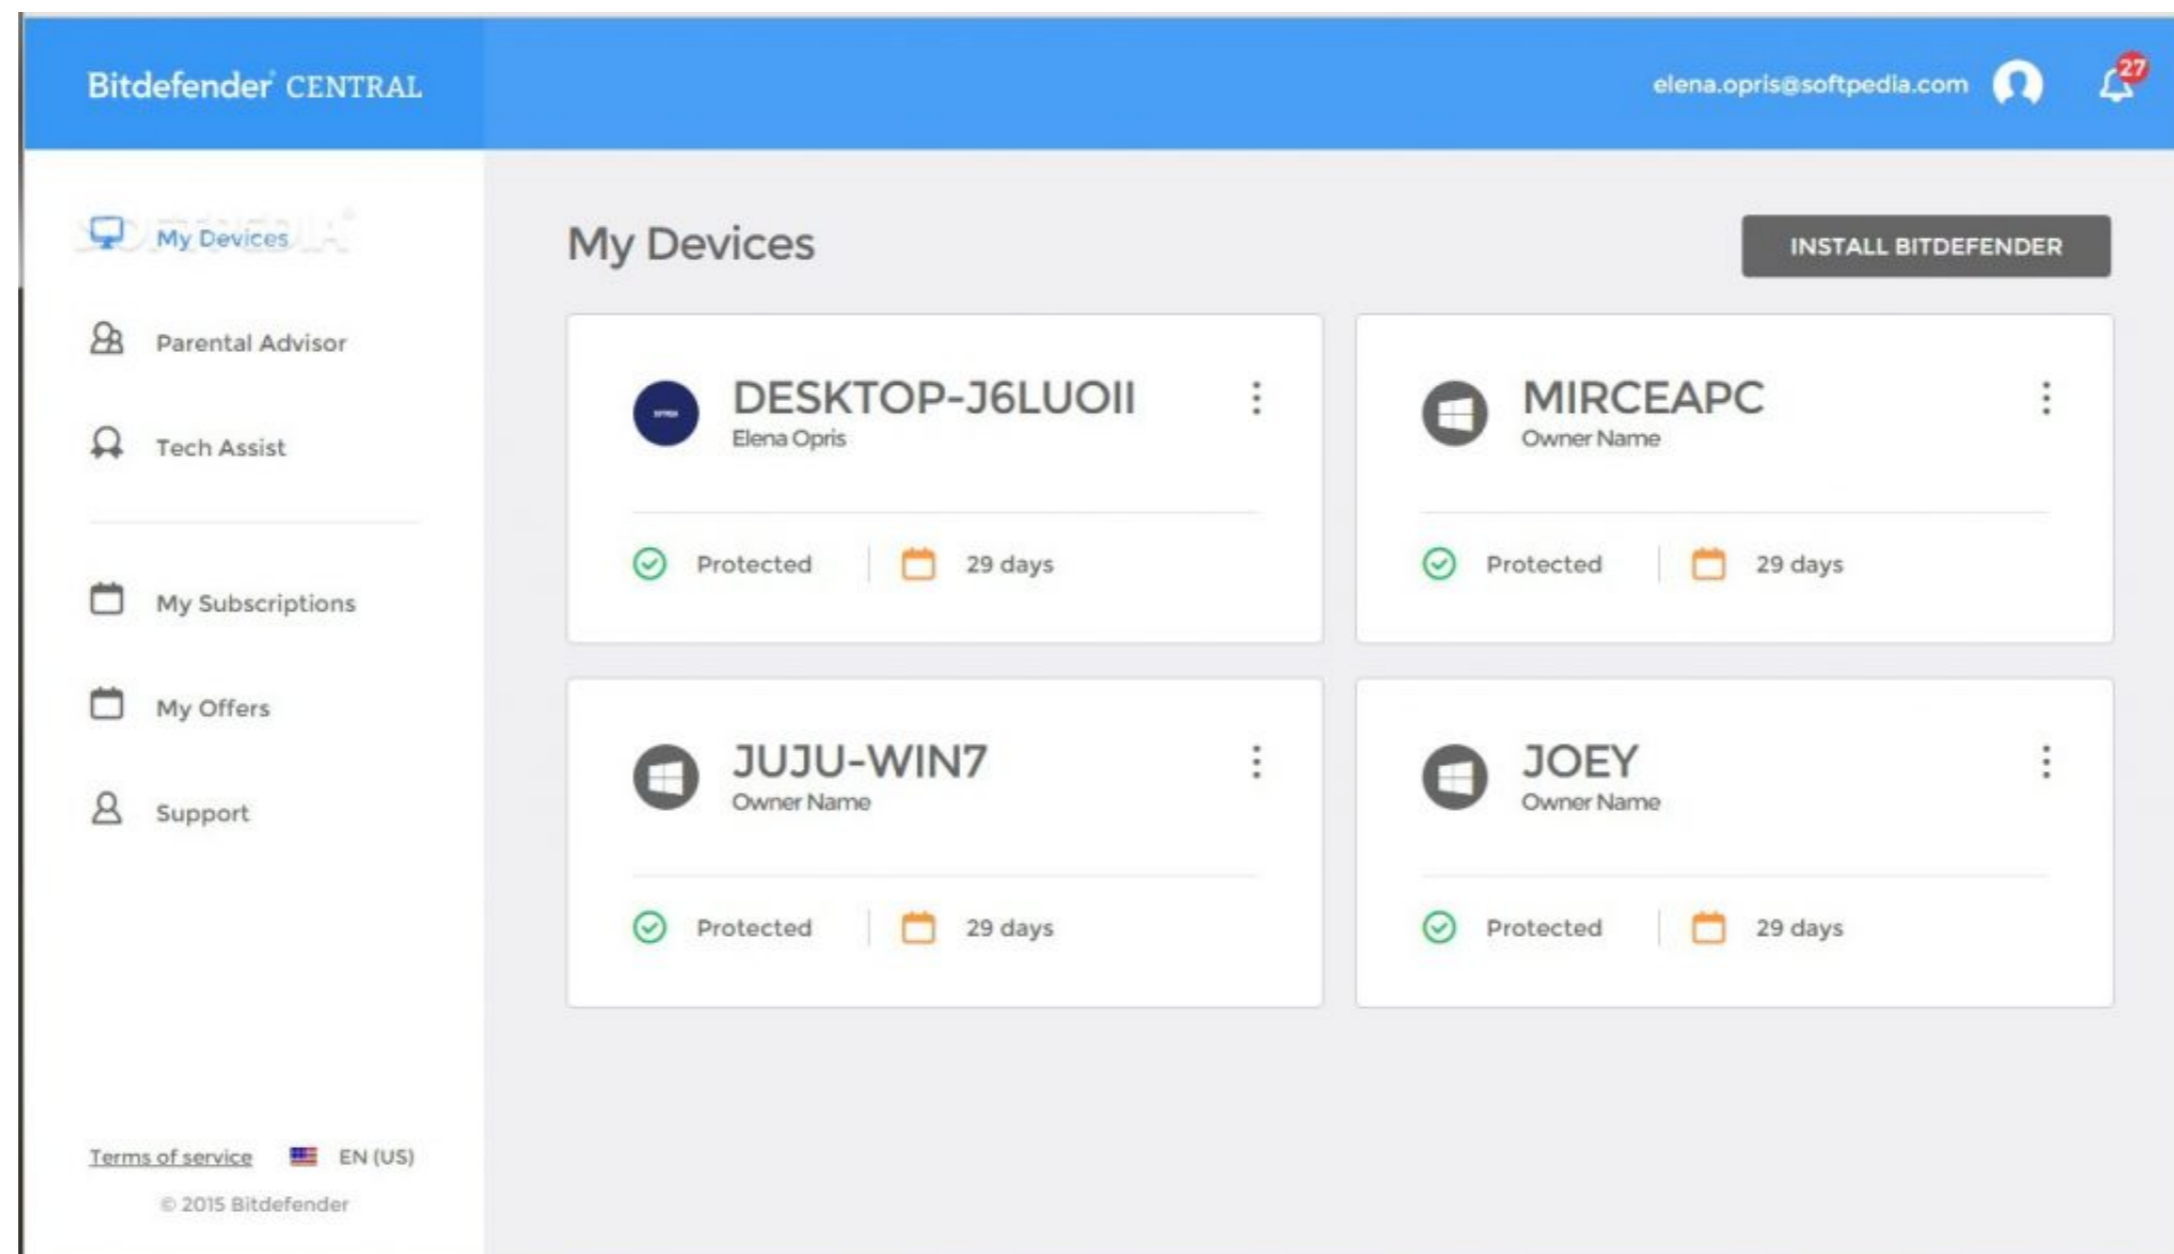 Bitdefender CENTRAL
elena.opris@softpedia.com
27
SOFTPEDIA
My Devices
Parental Advisor
Tech Assist
My Subscriptions
My Offers
Support
Terms of service EN (US)
© 2015 Bitdefender
My Devices
INSTALL BITDEFENDER
DESKTOP-J6LUOII
Elena Opris
Protected 29 days
MIRCEAPC
Owner Name
Protected 29 days
JUJU-WIN7
Owner Name
Protected 29 days
JOEY
Owner Name
Protected 29 days